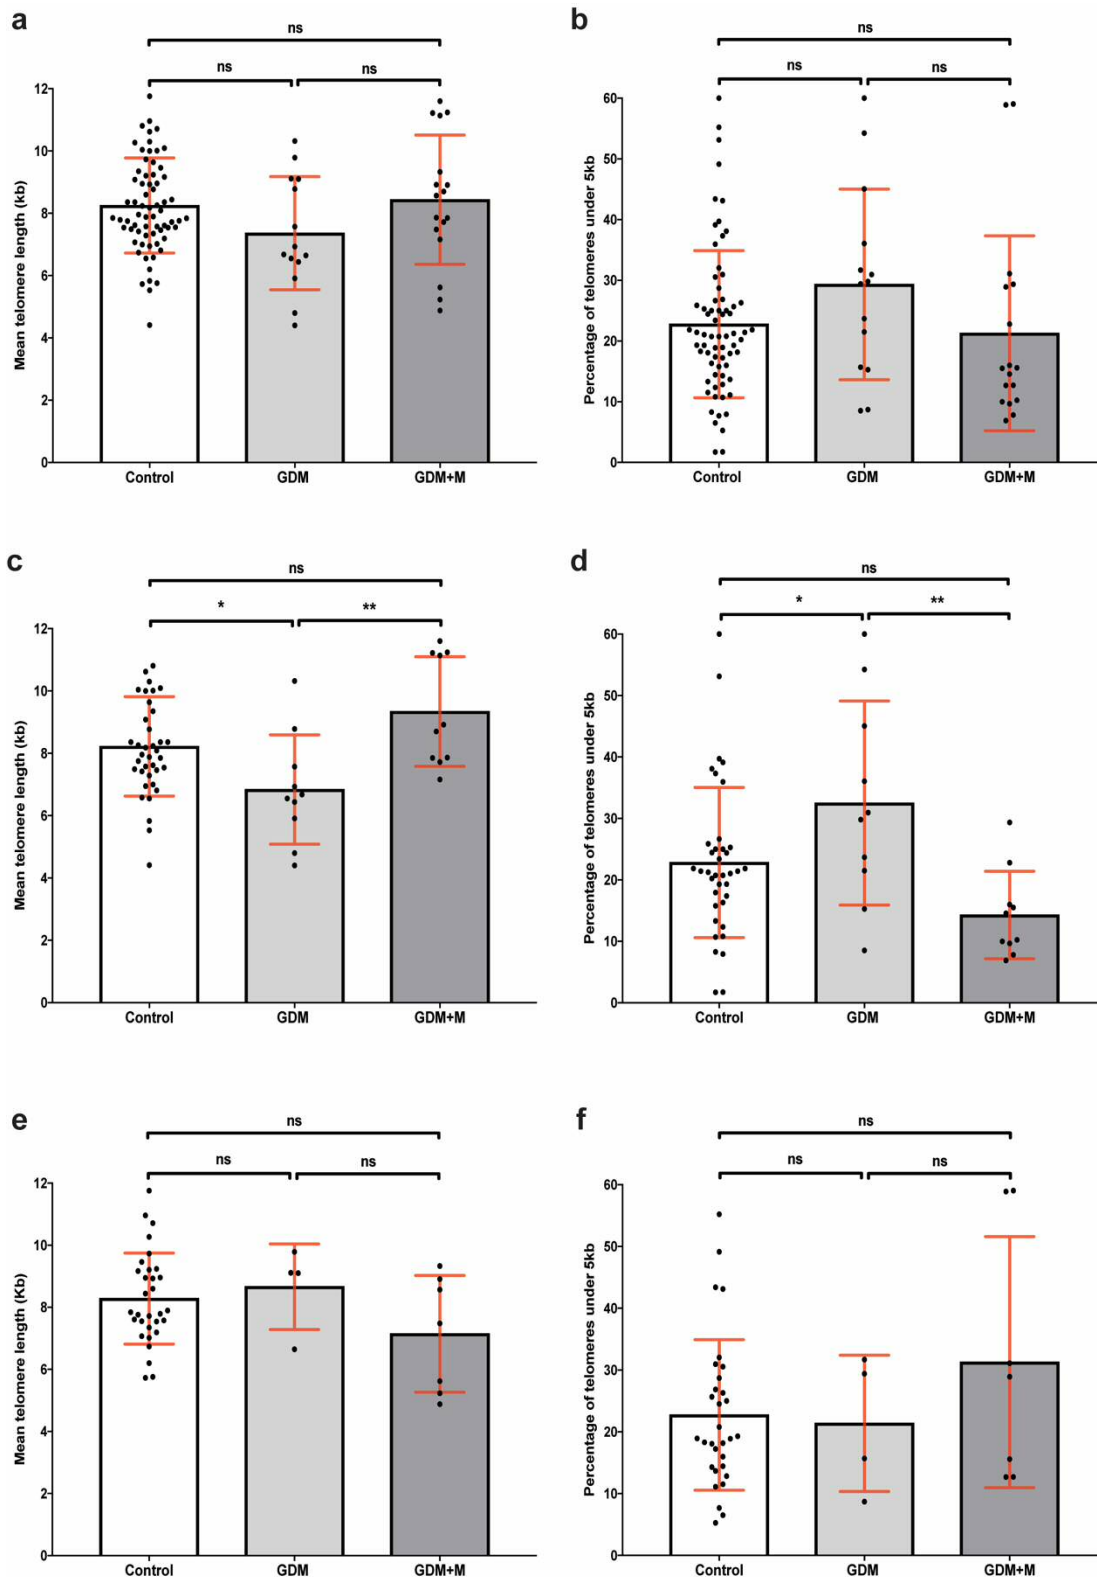 a
ns
ns
ns
Mean telomere length (kb)
12
10
8
6
4
2
0
Control
GDM
GDM+M
b
ns
ns
ns
Percentage of telomeres under 5kb
60
50
40
30
20
10
0
Control
GDM
GDM+M
c
ns
*
**
Mean telomere length (kb)
12
10
8
6
4
2
0
Control
GDM
GDM+M
d
ns
*
**
Percentage of telomeres under 5kb
60
50
40
30
20
10
0
Control
GDM
GDM+M
e
ns
ns
ns
Mean telomere length (Kb)
12
10
8
6
4
2
0
Control
GDM
GDM+M
f
ns
ns
ns
Percentage of telomeres under 5kb
60
50
40
30
20
10
0
Control
GDM
GDM+M